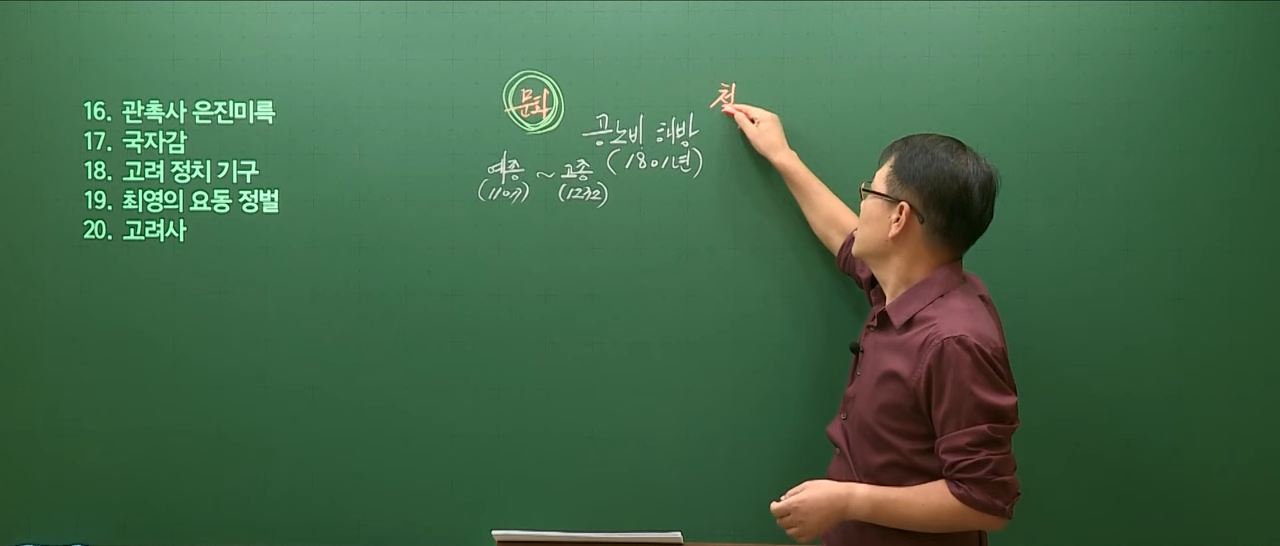 16. 관촉사 은진미륵
17. 국자감
18. 고려 정치 기구
19. 최영의 요동 정벌
20. 고려사
문화
공노비 해방
(1801년)
예종 ~ 고종
(1107) (1232)